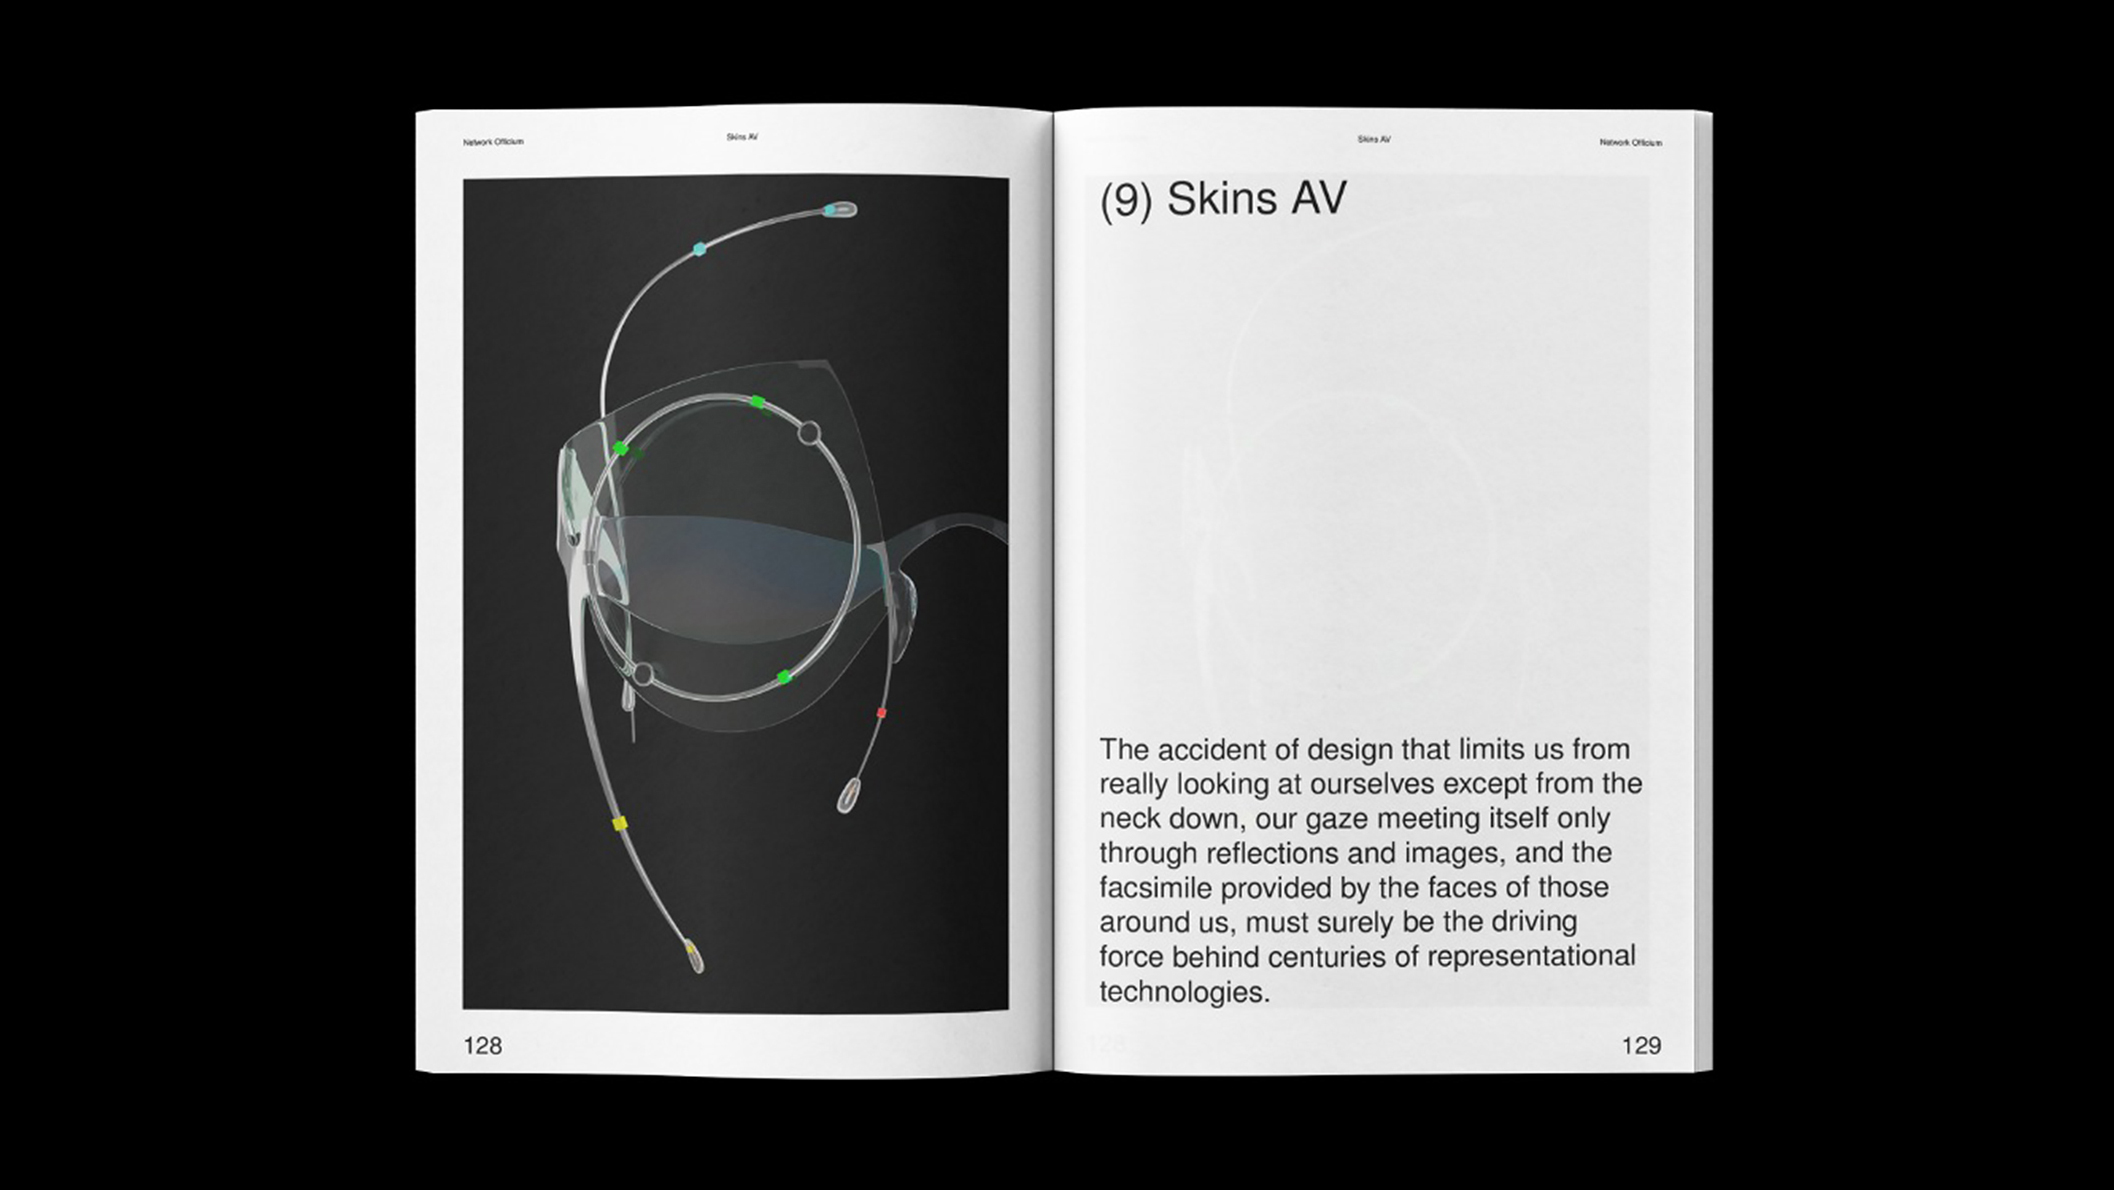 Network Officium
Skins AV
128
Skins AV
Network Officium
(9) Skins AV
The accident of design that limits us from
really looking at ourselves except from the
neck down, our gaze meeting itself only
through reflections and images, and the
facsimile provided by the faces of those
around us, must surely be the driving
force behind centuries of representational
technologies.
129